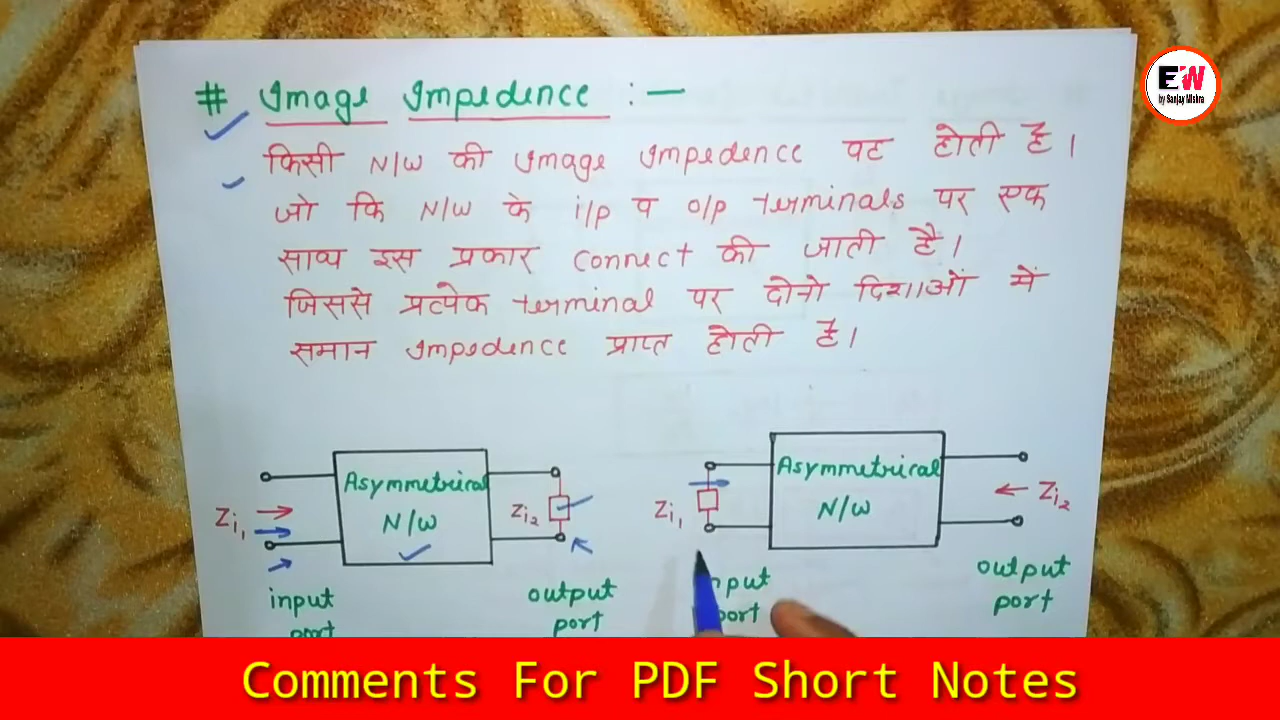 # Image Impedence :—
किसी N/W की Image Impedence वह होती है।
जो कि N/W के i/p व o/p terminals पर एक
साथ इस प्रकार Connect की जाती है।
जिससे प्रत्येक terminal पर दोनो दिशाओं में
समान Impedence प्राप्त होती है।
Asymmetrical
N/W
Zi1
Zi2
input
port
output
port
Asymmetrical
N/W
Zi1
Zi2
input
port
output
port
EW
by Sanjay Mishra
Comments For PDF Short Notes